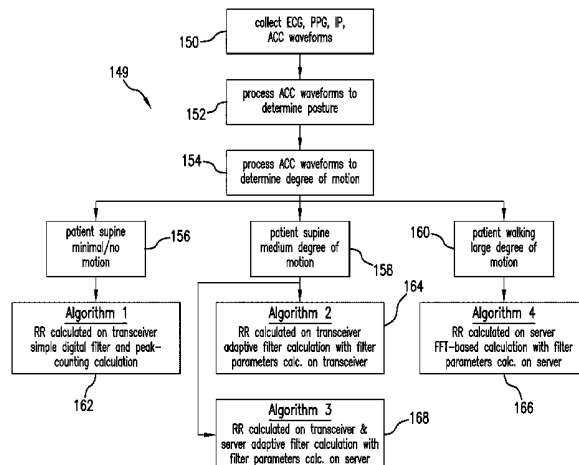 collect ECG, PPG, IP,
ACC waveforms
150
149
process ACC waveforms to
determine posture
152
process ACC waveforms to
determine degree of motion
154
patient supine
minimal/no
motion
156
patient supine
medium degree of
motion
158
160
patient walking
large degree of
motion
Algorithm 1
RR calculated on transceiver
simple digital filter and peak-
counting calculation
162
Algorithm 2
RR calculated on transceiver
adaptive filter calculation with filter
parameters calc. on transceiver
164
Algorithm 4
RR calculated on server
FFT-based calculation with filter
parameters calc. on server
166
Algorithm 3
RR calculated on transceiver &
server adaptive filter calculation with
filter parameters calc. on server
168